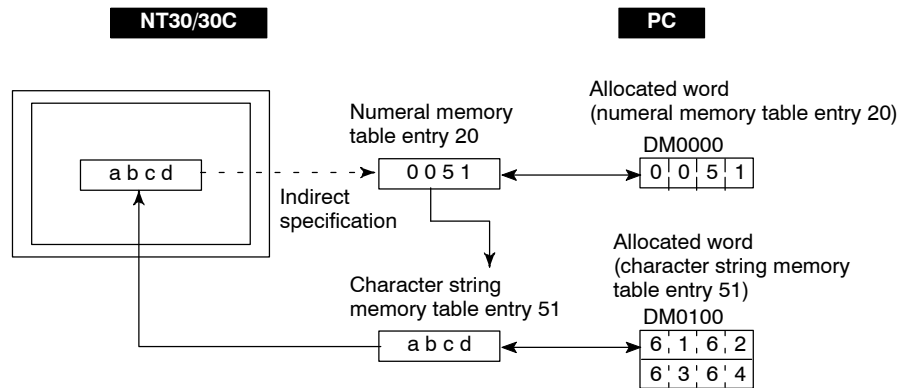 NT30/30C
PC
Allocated word
(numeral memory table entry 20)
Numeral memory
table entry 20
DM0000
a b c d
0 0 5 1
0 0 5 1
Indirect
specification
Allocated word
(character string memory
table entry 51)
Character string
memory table entry 51
DM0100
a b c d
6 1 6 2
6 3 6 4